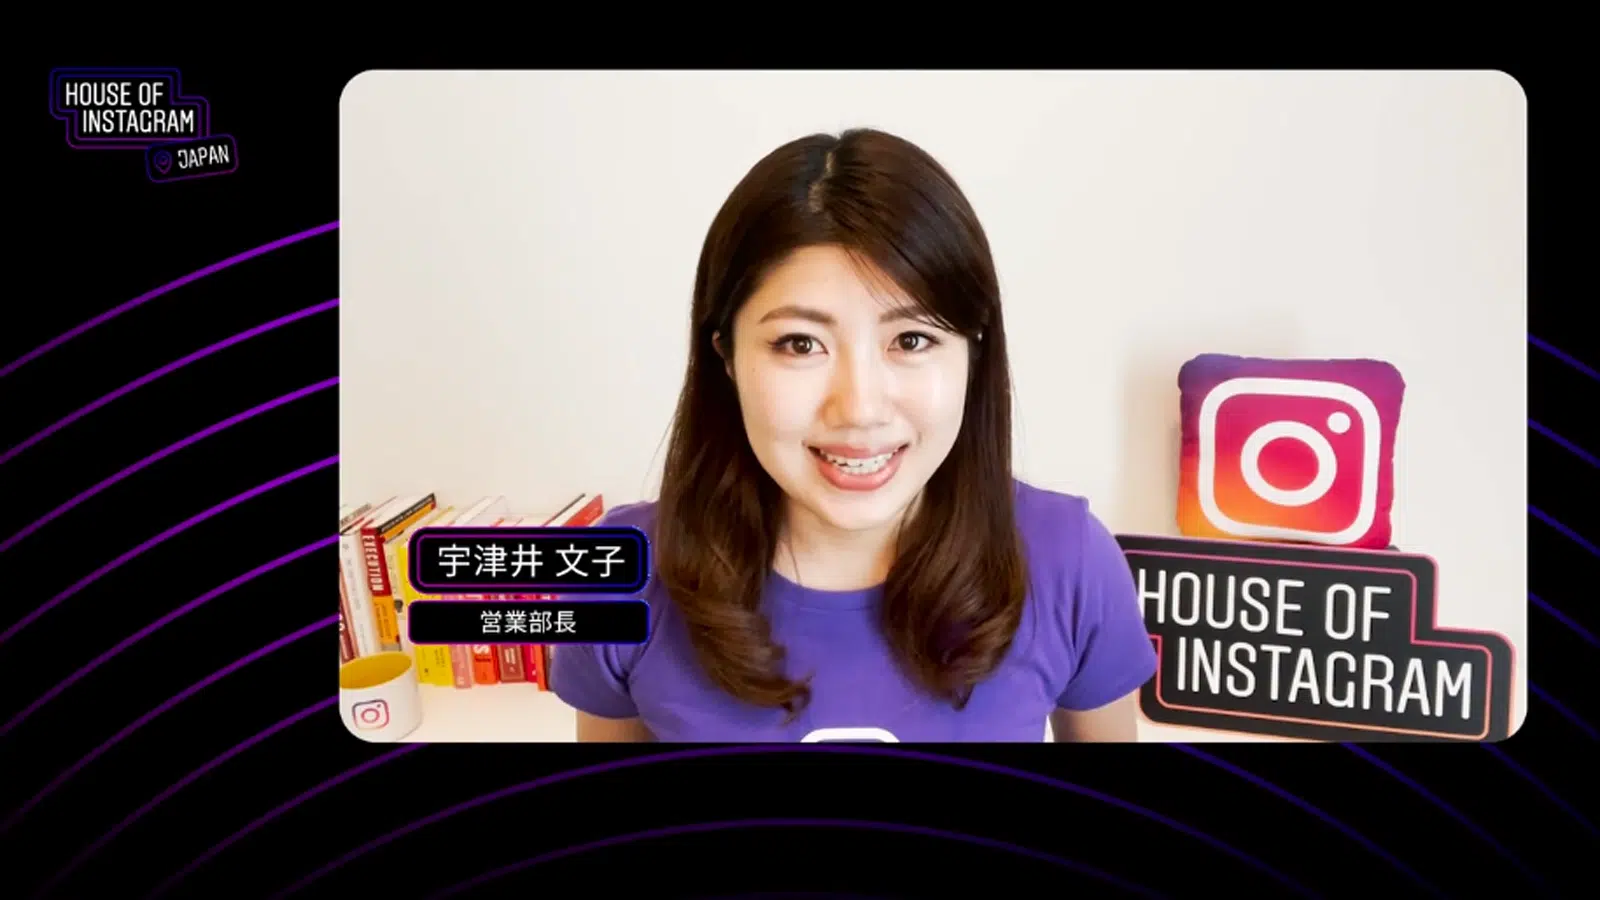 HOUSE OF
INSTAGRAM
JAPAN
EXECUTION
宇津井 文子
営業部長
HOUSE OF
INSTAGRAM